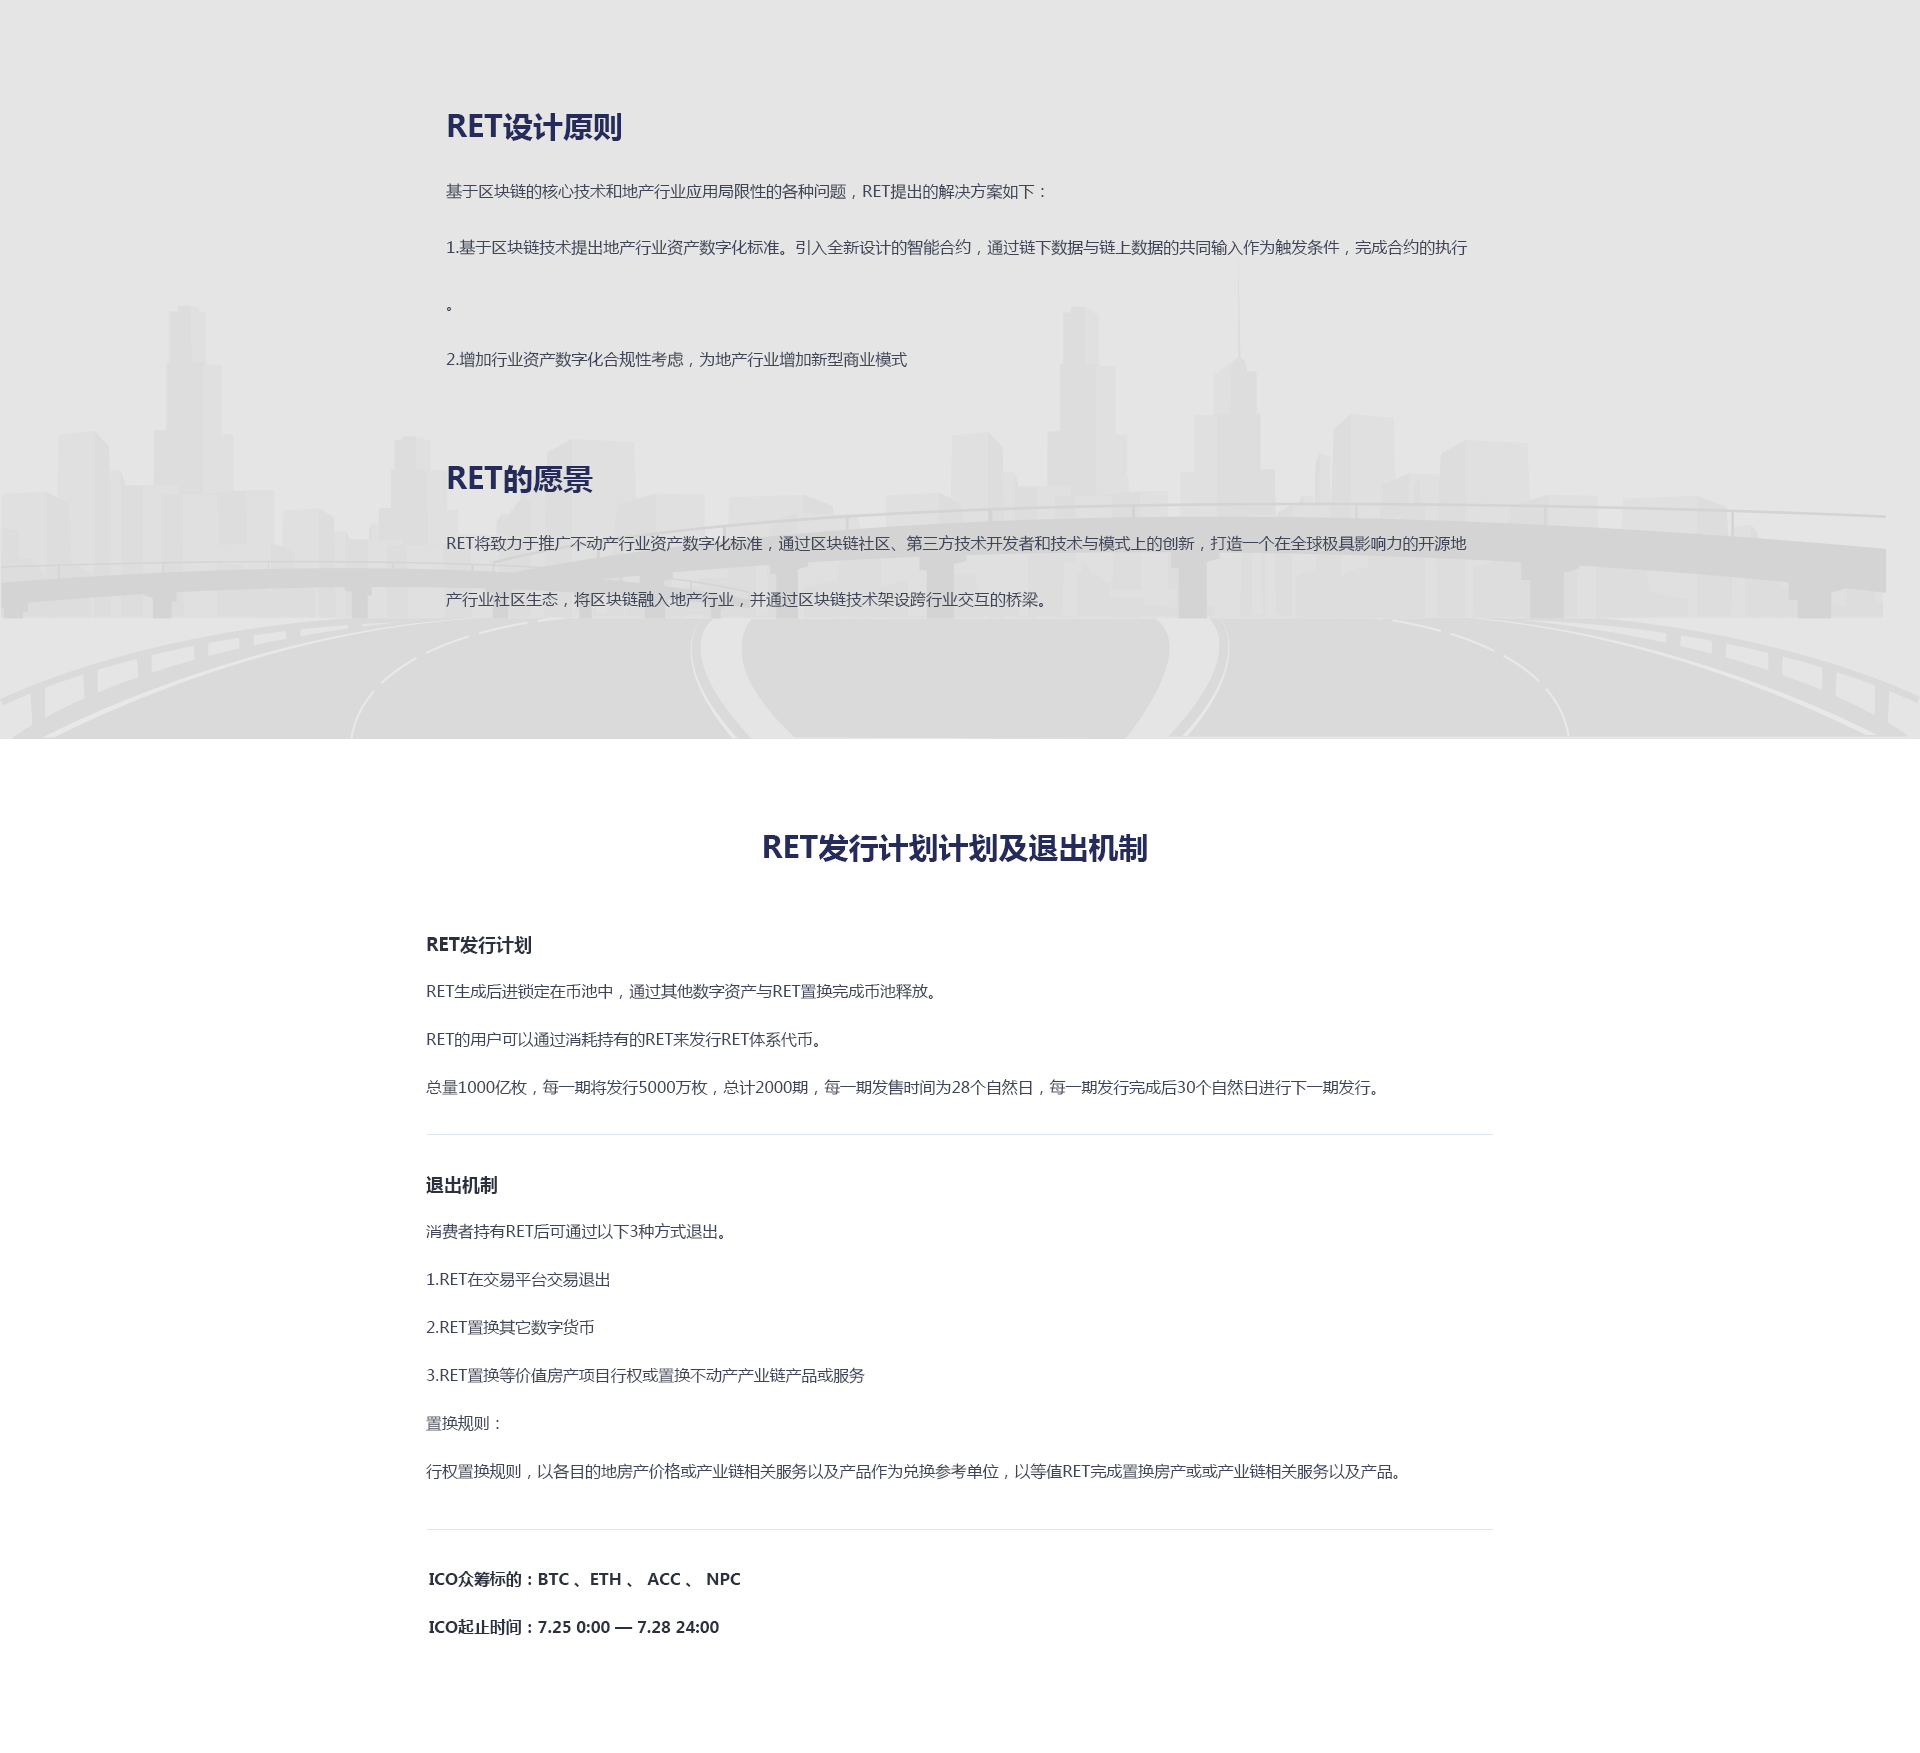 RET设计原则
基于区块链的核心技术和地产行业应用局限性的各种问题，RET提出的解决方案如下：
1.基于区块链技术提出地产行业资产数字化标准。引入全新设计的智能合约，通过链下数据与链上数据的共同输入作为触发条件，完成合约的执行
。
2.增加行业资产数字化合规性考虑，为地产行业增加新型商业模式
RET的愿景
RET将致力于推广不动产行业资产数字化标准，通过区块链社区、第三方技术开发者和技术与模式上的创新，打造一个在全球极具影响力的开源地
产行业社区生态，将区块链融入地产行业，并通过区块链技术架设跨行业交互的桥梁。
RET发行计划计划及退出机制
RET发行计划
RET生成后进锁定在币池中，通过其他数字资产与RET置换完成币池释放。
RET的用户可以通过消耗持有的RET来发行RET体系代币。
总量1000亿枚，每一期将发行5000万枚，总计2000期，每一期发售时间为28个自然日，每一期发行完成后30个自然日进行下一期发行。
退出机制
消费者持有RET后可通过以下3种方式退出。
1.RET在交易平台交易退出
2.RET置换其它数字货币
3.RET置换等价值房产项目行权或置换不动产产业链产品或服务
置换规则：
行权置换规则，以各目的地房产价格或产业链相关服务以及产品作为兑换参考单位，以等值RET完成置换房产或或产业链相关服务以及产品。
ICO众筹标的：BTC 、ETH 、 ACC 、 NPC
ICO起止时间：7.25 0:00 — 7.28 24:00